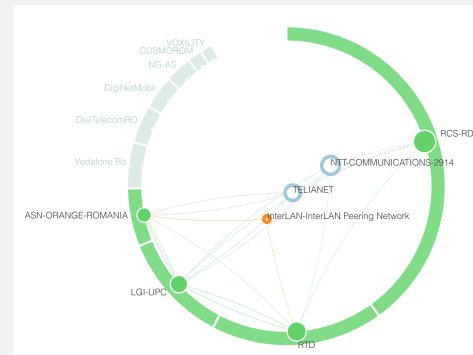 VOXILITY
COSMOROM
NG-AS
DigiNetMobil
DialTelecomRO
RCS-RD
Vodafone Ro
NTT-COMMUNICATIONS-2914
TELIANET
ASN-ORANGE-ROMANIA
InterLAN-InterLAN Peering Network
LGI-UPC
RTD